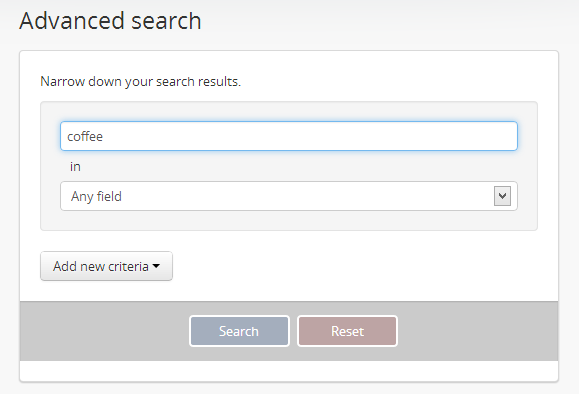 Advanced search
Narrow down your search results.
coffee
in
Any field
Add new criteria
Search
Reset